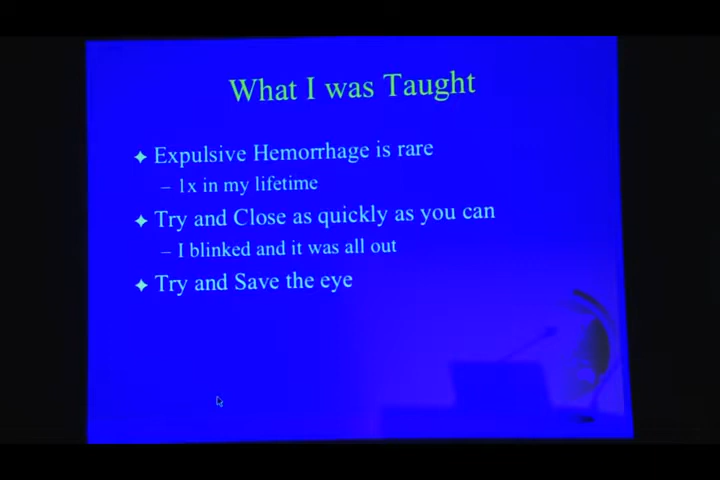 What I was Taught
Expulsive Hemorrhage is rare
– 1x in my lifetime
Try and Close as quickly as you can
– I blinked and it was all out
Try and Save the eye